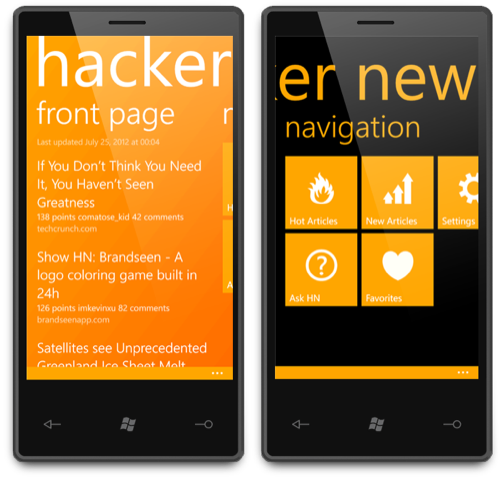 hacker
front page
Last updated July 25, 2012 at 00:04
If You Don't Think You Need
It, You Haven't Seen
Greatness
138 points comatose_kid 42 comments
techcrunch.com
Show HN: Brandseen - A
logo coloring game built in
24h
126 points imkevinxu 82 comments
brandseenapp.com
Satellites see Unprecedented
Greenland Ice Sheet Melt
n
H
A
ker new
navigation
Hot Articles
New Articles
Settings
Ask HN
Favorites